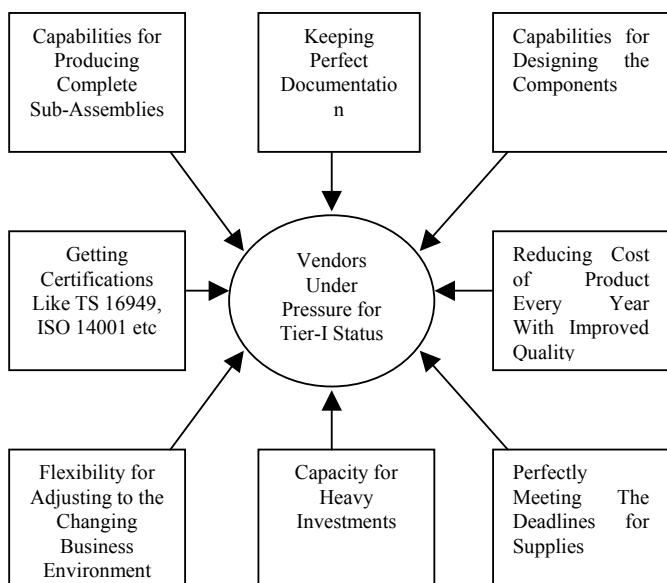 Capabilities for
Producing
Complete
Sub-Assemblies
Keeping
Perfect
Documentatio
n
Capabilities for
Designing the
Components
Getting
Certifications
Like TS 16949,
ISO 14001 etc
Vendors
Under
Pressure for
Tier-I Status
Reducing Cost
of Product
Every Year
With Improved
Quality
Flexibility for
Adjusting to the
Changing
Business
Environment
Capacity for
Heavy
Investments
Perfectly
Meeting The
Deadlines for
Supplies